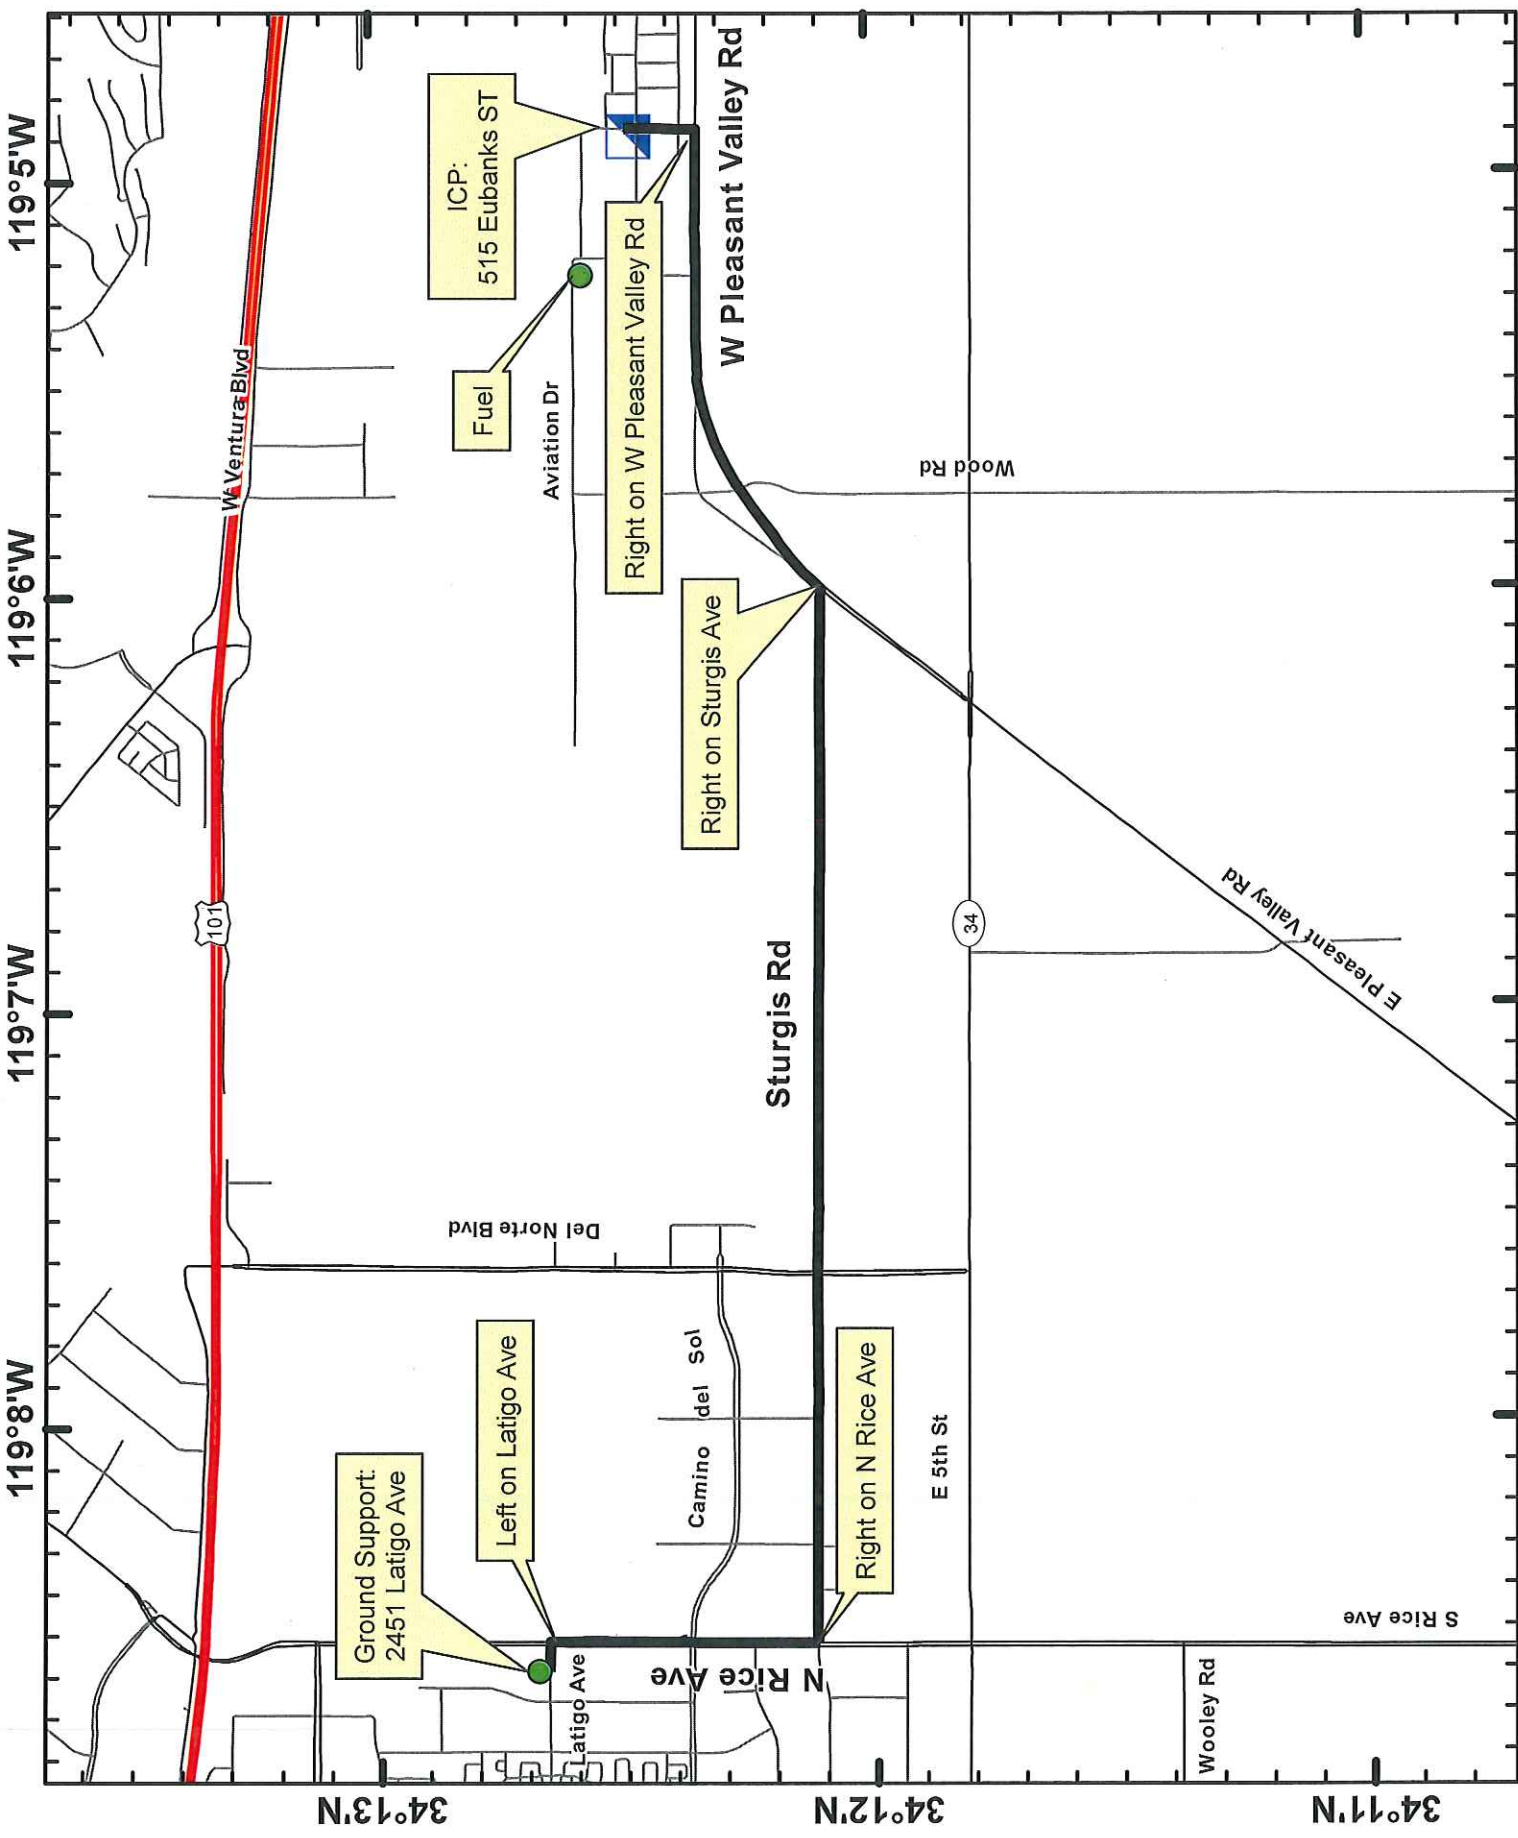 119°8'W
119°7'W
119°6'W
119°5'W
34°13'N
34°12'N
34°11'N
W Ventura Blvd
101
Ground Support:
2451 Latigo Ave
Left on Latigo Ave
Latigo Ave
N Rice Ave
Right on N Rice Ave
S Rice Ave
Wooley Rd
E 5th St
Camino del Sol
Del Norte Blvd
Sturgis Rd
34
E Pleasant Valley Rd
Right on Sturgis Ave
Wood Rd
Aviation Dr
Fuel
ICP:
515 Eubanks ST
Right on W Pleasant Valley Rd
W Pleasant Valley Rd